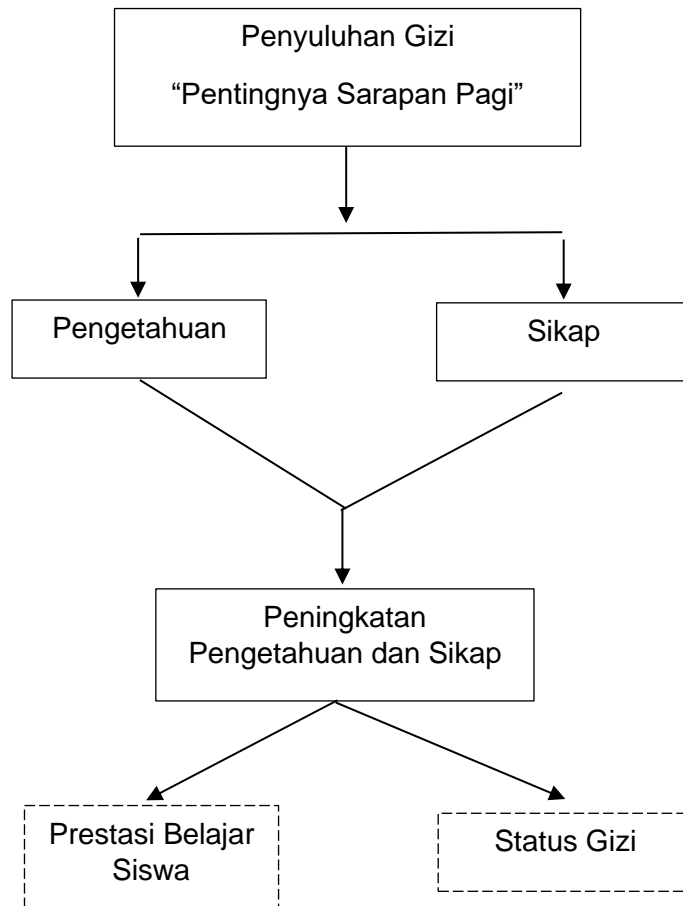 Penyuluhan Gizi
“Pentingnya Sarapan Pagi”
Pengetahuan
Sikap
Peningkatan
Pengetahuan dan Sikap
Prestasi Belajar
Siswa
Status Gizi